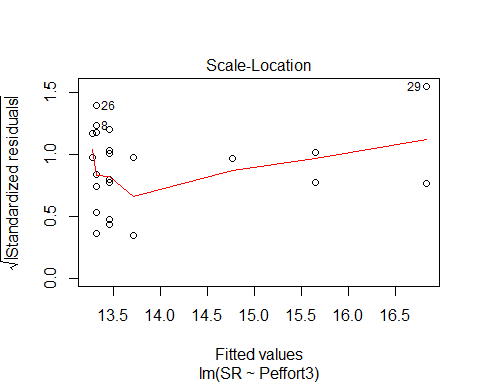 Scale-Location
√|Standardized residuals|
0.0 0.5 1.0 1.5
26
8
29
13.5 14.0 14.5 15.0 15.5 16.0 16.5
Fitted values
lm(SR ~ Peffort3)